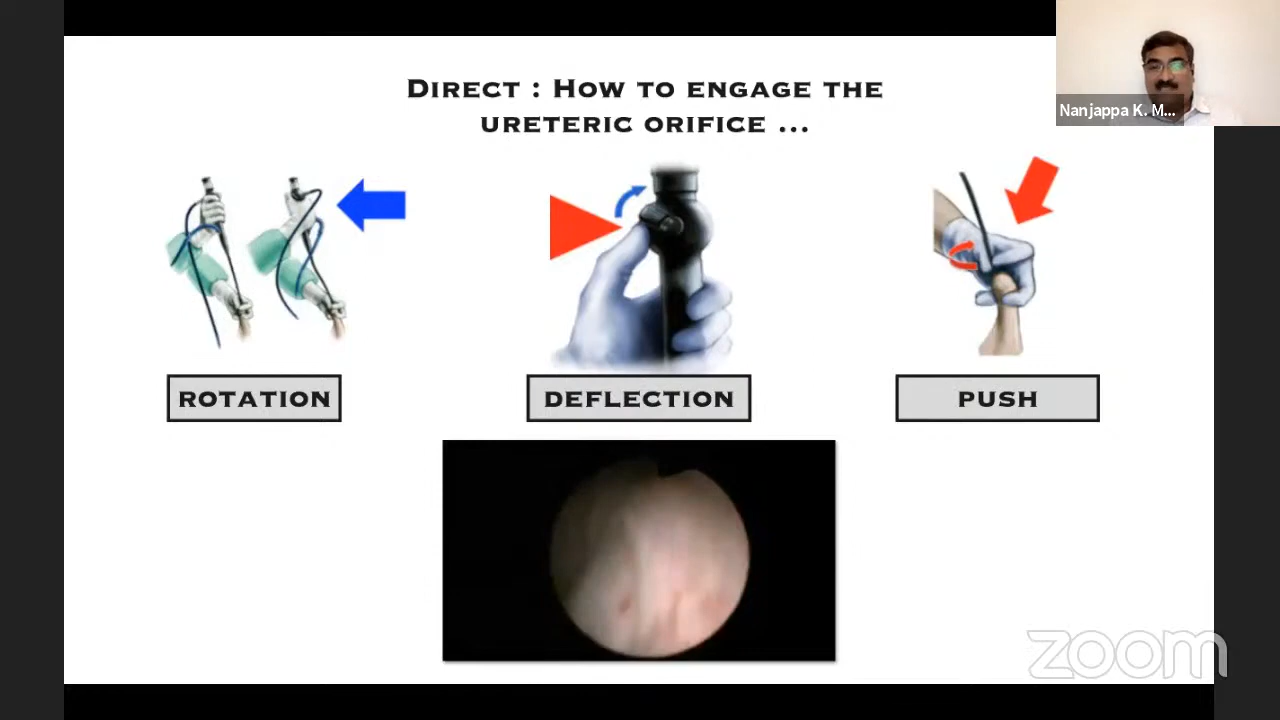 DIRECT : HOW TO ENGAGE THE
URETERIC ORIFICE ...
Nanjappa K. M...
ROTATION
DEFLECTION
PUSH
zoom